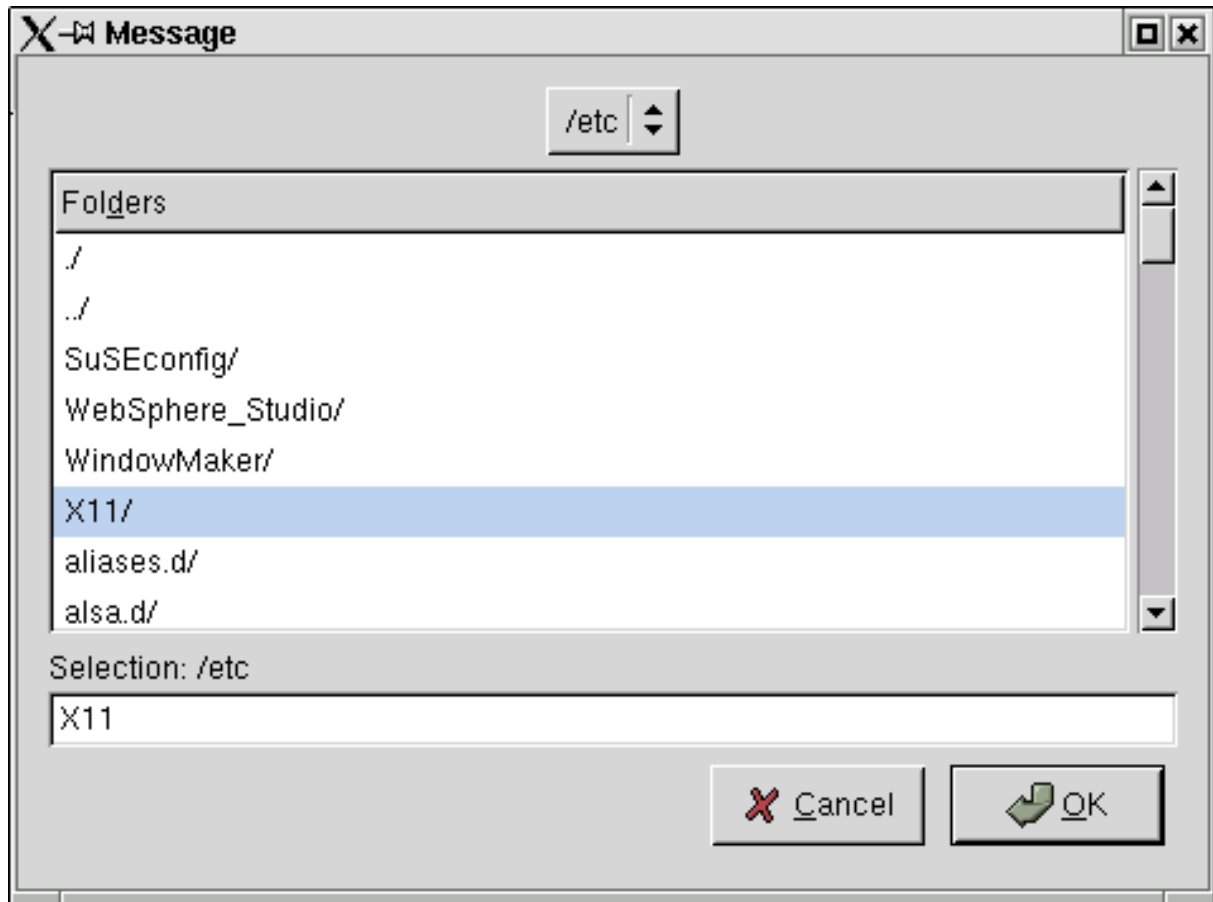 Message
/etc
Folders
./
../
SuSEconfig/
WebSphere_Studio/
WindowMaker/
X11/
aliases.d/
alsa.d/
Selection: /etc
X11
Cancel
OK